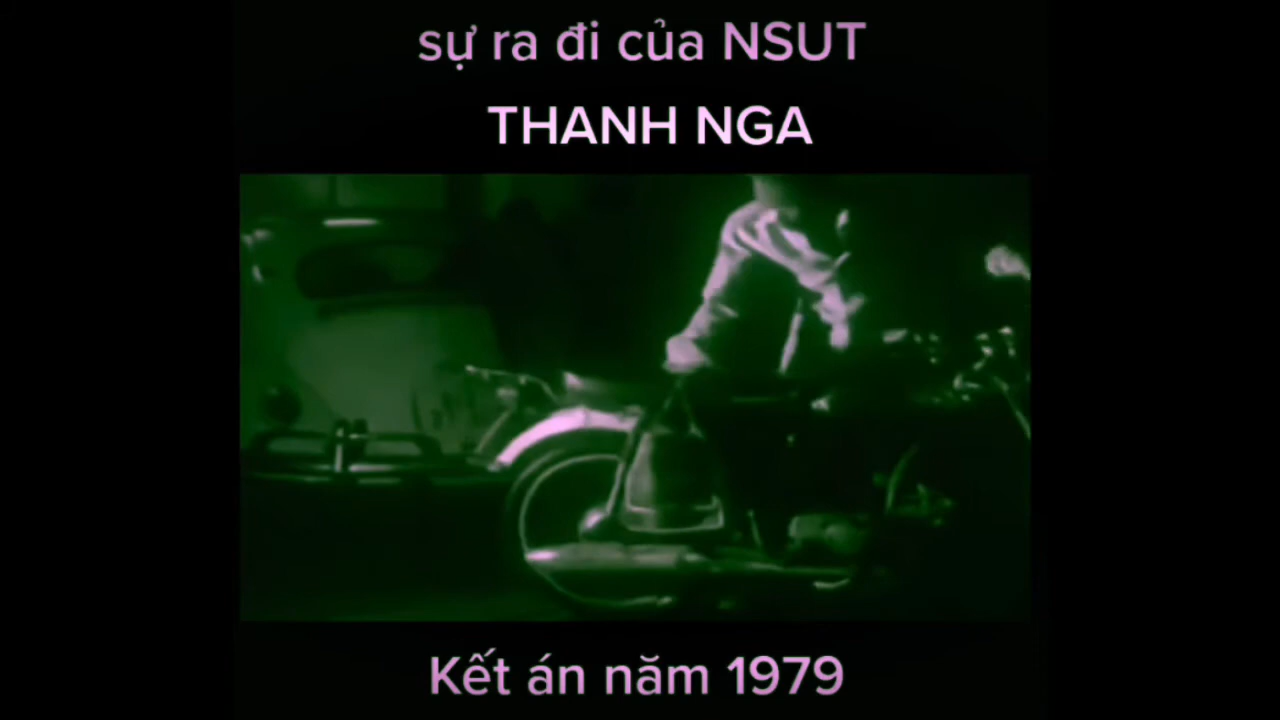 sự ra đi của NSUT
THANH NGA
Kết án năm 1979